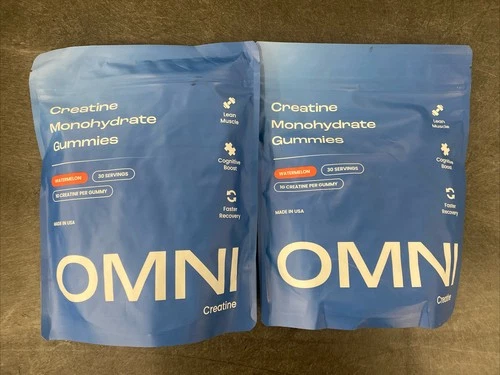 Creatine
Monohydrate
Gummies
WATERMELON
30 SERVINGS
1G CREATINE PER GUMMY
MADE IN USA
Lean
Muscle
Cognitive
Boost
Faster
Recovery
OMNI
Creatine
Creatine
Monohydrate
Gummies
WATERMELON
30 SERVINGS
1G CREATINE PER GUMMY
MADE IN USA
Lean
Muscle
Cognitive
Boost
Faster
Recovery
OMNI
Creatine